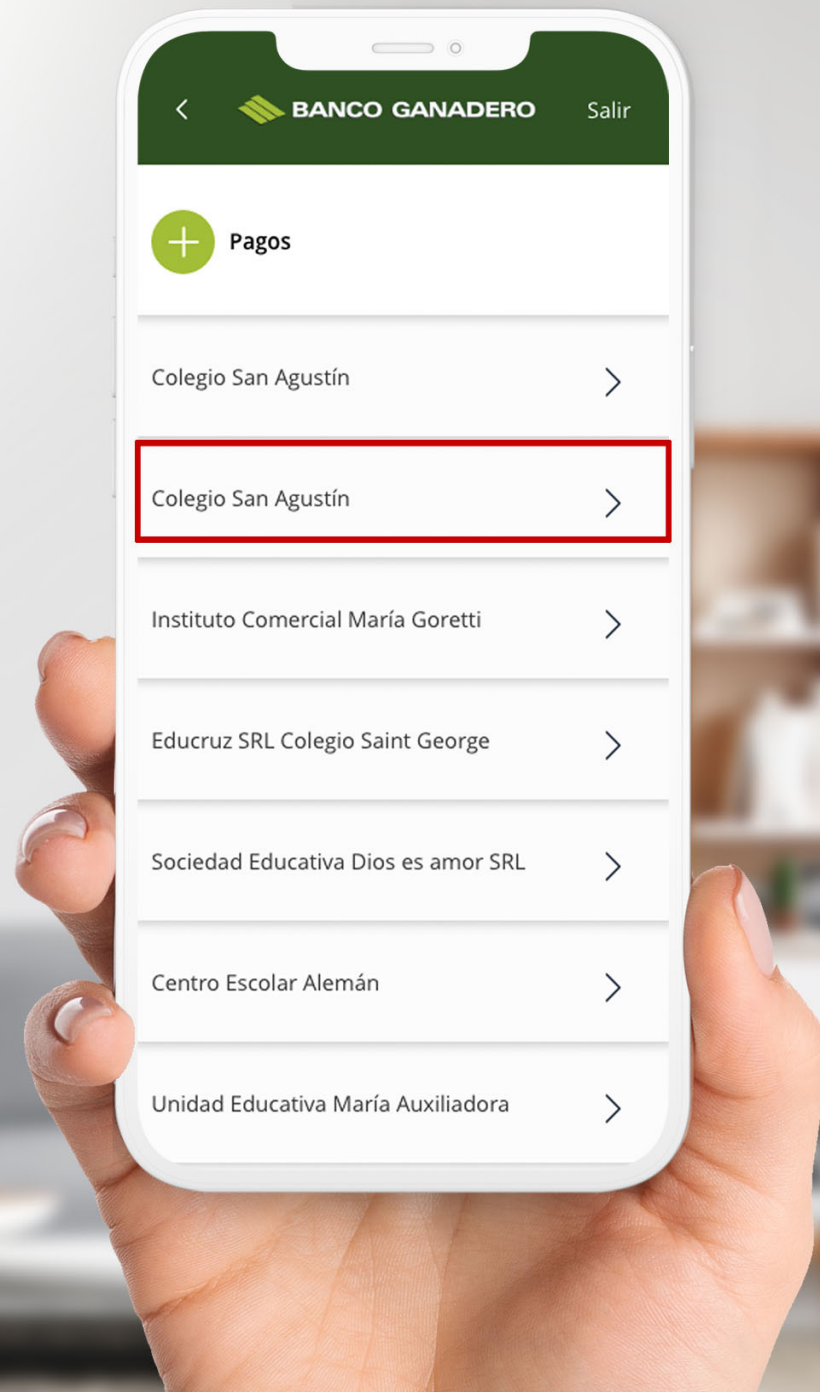 BANCO GANADERO
Salir
Pagos
Colegio San Agustín
Colegio San Agustín
Instituto Comercial María Goretti
Educruz SRL Colegio Saint George
Sociedad Educativa Dios es amor SRL
Centro Escolar Alemán
Unidad Educativa María Auxiliadora